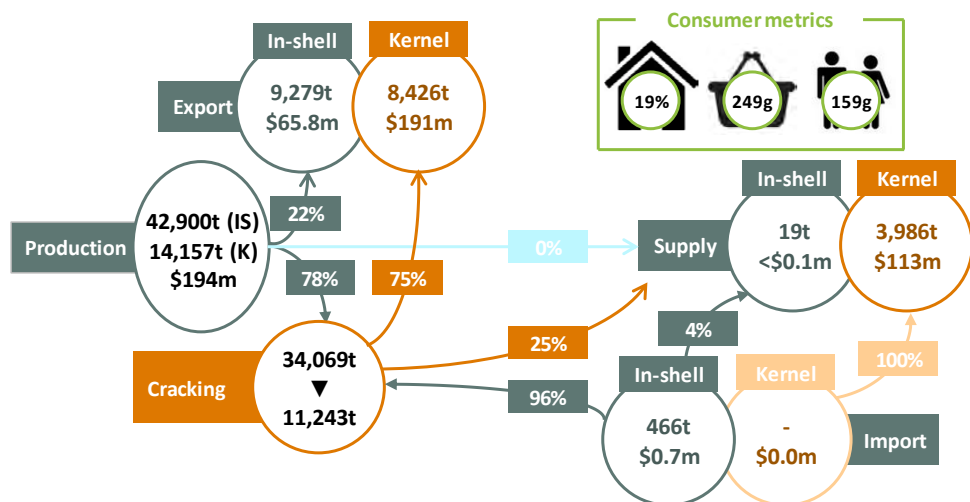 Consumer metrics
19%
249g
159g
In-shell
Kernel
Export
9,279t
$65.8m
8,426t
$191m
22%
Production
42,900t (IS)
14,157t (K)
$194m
0%
78%
75%
In-shell
Kernel
Supply
19t
<$0.1m
3,986t
$113m
Cracking
34,069t
▼
11,243t
25%
4%
100%
96%
In-shell
Kernel
466t
$0.7m
-
$0.0m
Import